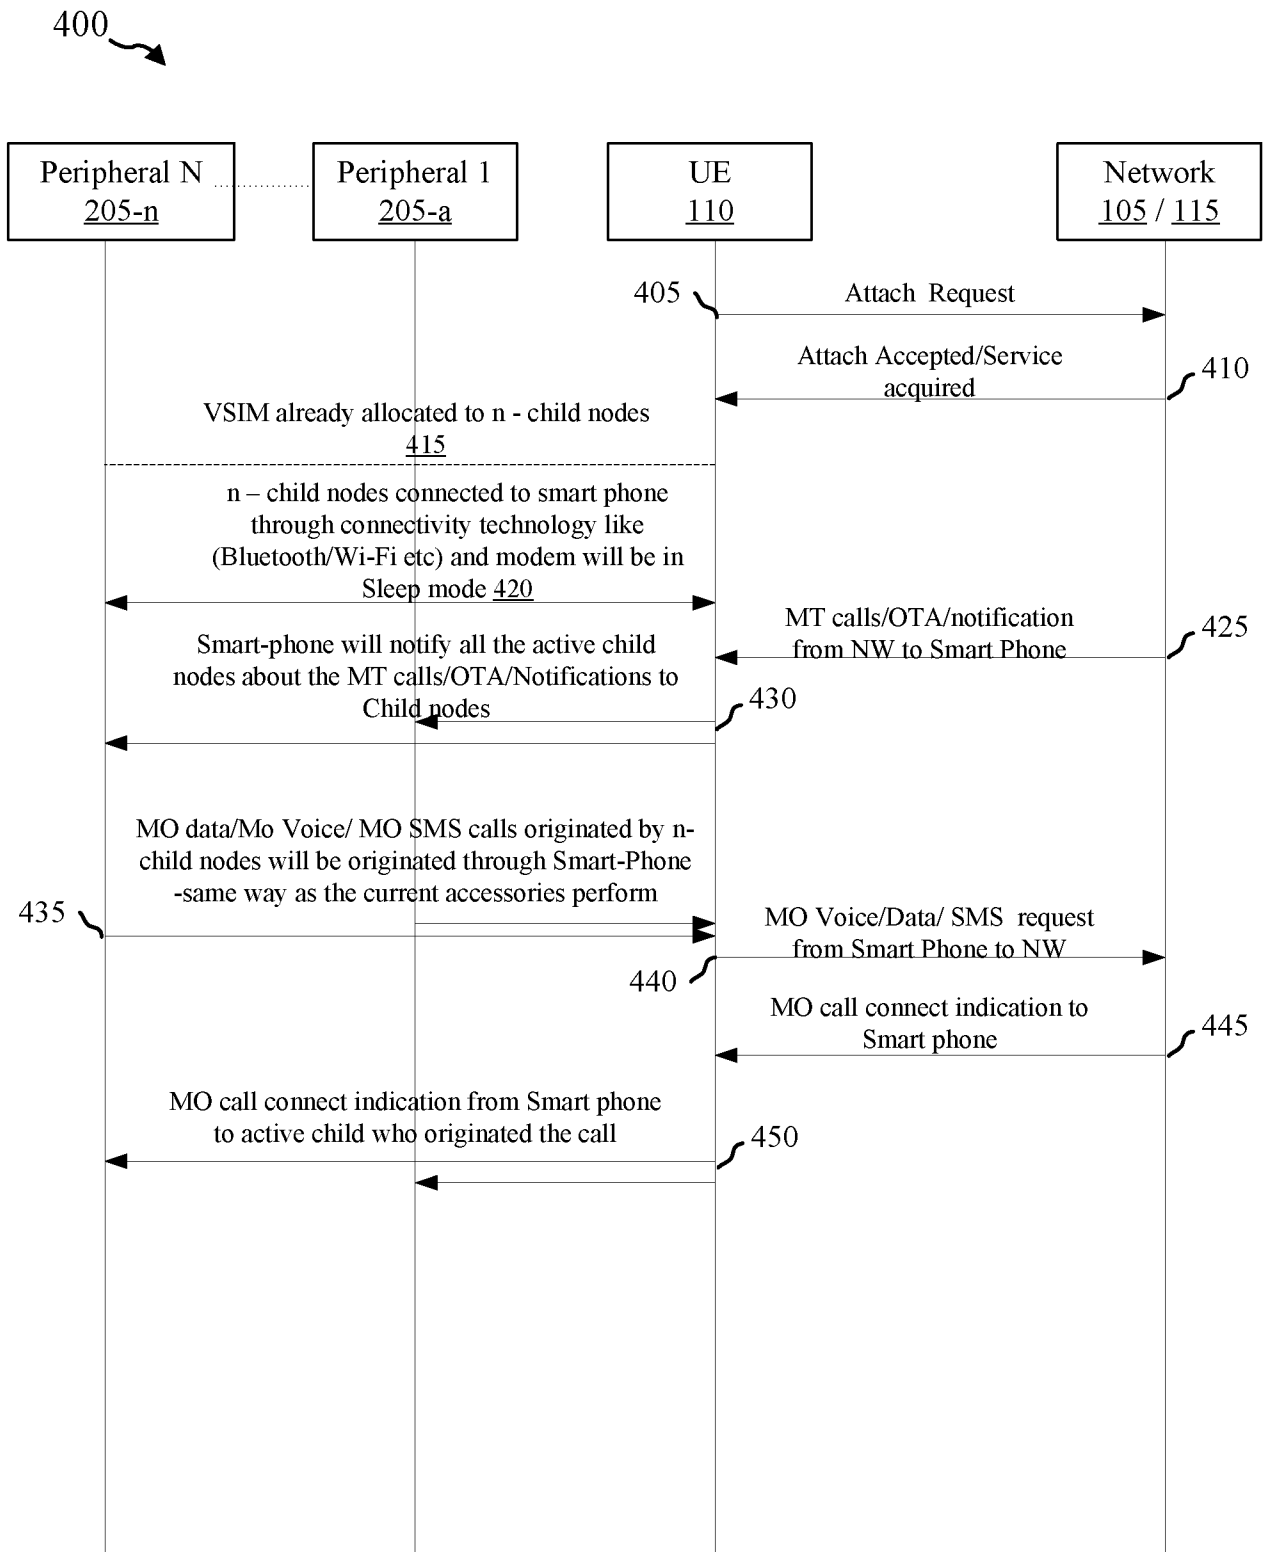 400
Peripheral N
205-n
Peripheral 1
205-a
UE
110
Network
105 / 115
405
Attach Request
Attach Accepted/Service
acquired
410
VSIM already allocated to n - child nodes
415
n – child nodes connected to smart phone
through connectivity technology like
(Bluetooth/Wi-Fi etc) and modem will be in
Sleep mode 420
MT calls/OTA/notification
from NW to Smart Phone
425
Smart-phone will notify all the active child
nodes about the MT calls/OTA/Notifications to
Child nodes
430
MO data/Mo Voice/ MO SMS calls originated by n-
child nodes will be originated through Smart-Phone
-same way as the current accessories perform
435
MO Voice/Data/ SMS request
from Smart Phone to NW
440
MO call connect indication to
Smart phone
445
MO call connect indication from Smart phone
to active child who originated the call
450